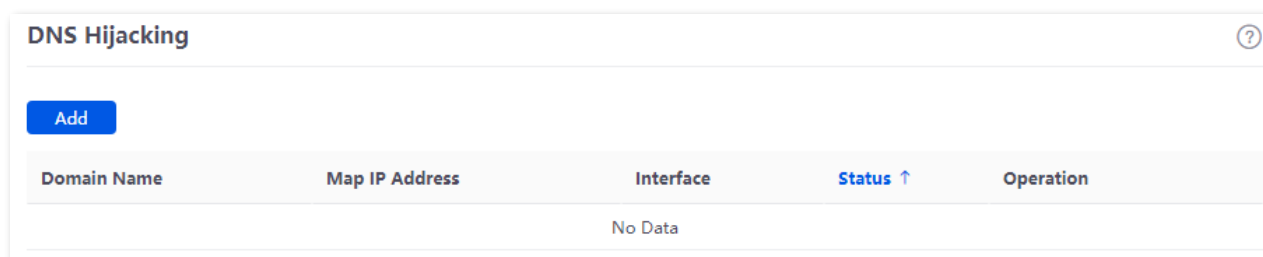 DNS Hijacking ?
Add
Domain Name Map IP Address Interface Status ↑ Operation
No Data